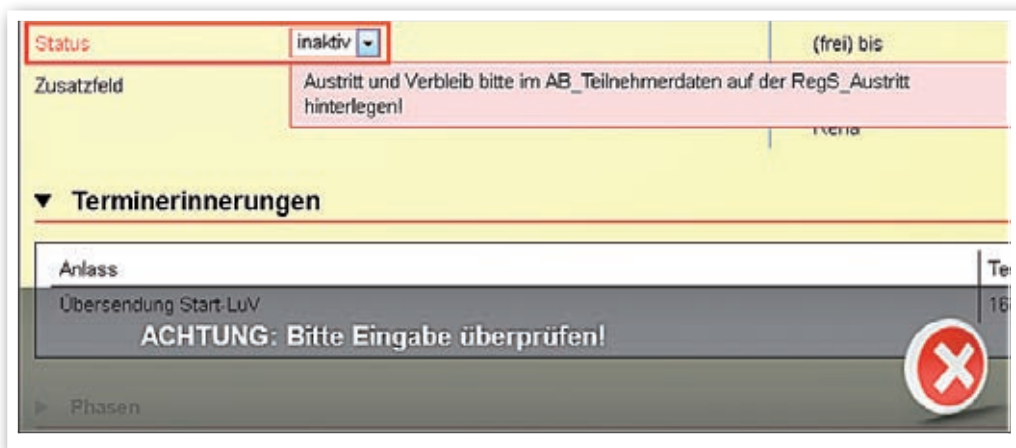 Status inaktiv (frei) bis
Zusatzfeld Austritt und Verbleib bitte im AB_Teilnehmerdaten auf der RegS_Austritt
hinterlegen!
Terminerinnerungen
Anlass
Übersendung Start-LuV
ACHTUNG: Bitte Eingabe überprüfen!
Phasen